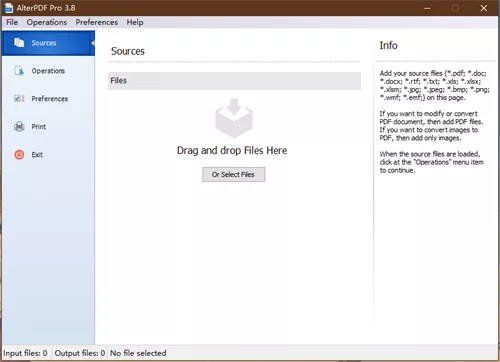 AlterPDF Pro 3.8
File Operations Preferences Help
Sources
Operations
Preferences
Print
Exit
Sources
Files
Drag and drop Files Here
Or Select Files
Info
Add your source files (*.pdf; *.doc;
*.docx; *.rtf; *.txt; *.xls; *.xlsx;
*.xlsm; *.jpg; *.jpeg; *.bmp; *.png;
*.wmf; *.emf;) on this page.
If you want to modify or convert
PDF document, then add PDF files.
If you want to convert images to
PDF, then add only images.
When the source files are loaded,
click at the "Operations" menu item
to continue.
Input files: 0 Output files: 0 No file selected